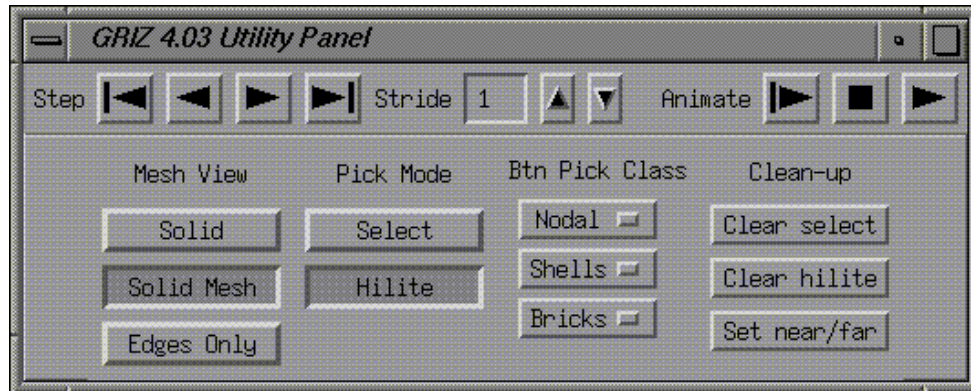 GRIZ 4.03 Utility Panel
Step Stride 1 Animate
Mesh View Pick Mode Btn Pick Class Clean-up
Solid Select Nodal Clear select
Solid Mesh Hilite Shells Clear hilite
Edges Only Bricks Set near/far